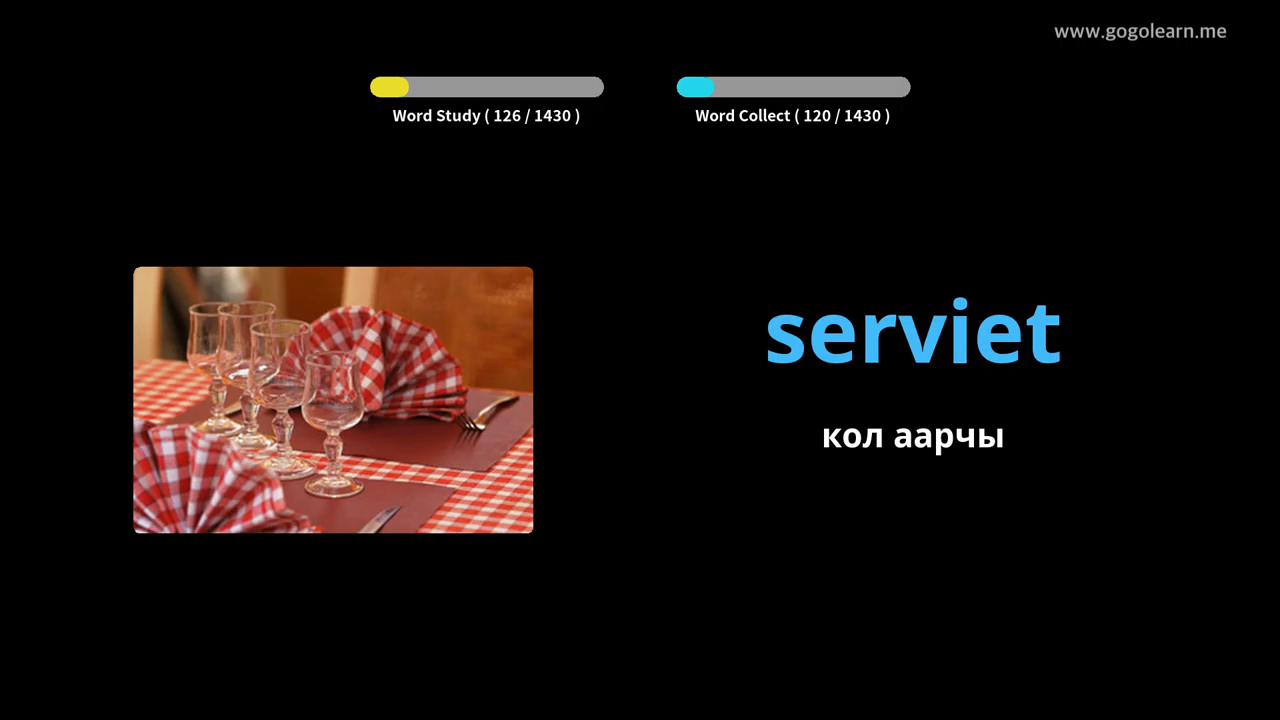 www.gogolearn.me
Word Study ( 126 / 1430 )
Word Collect ( 120 / 1430 )
serviet
кол аарчы